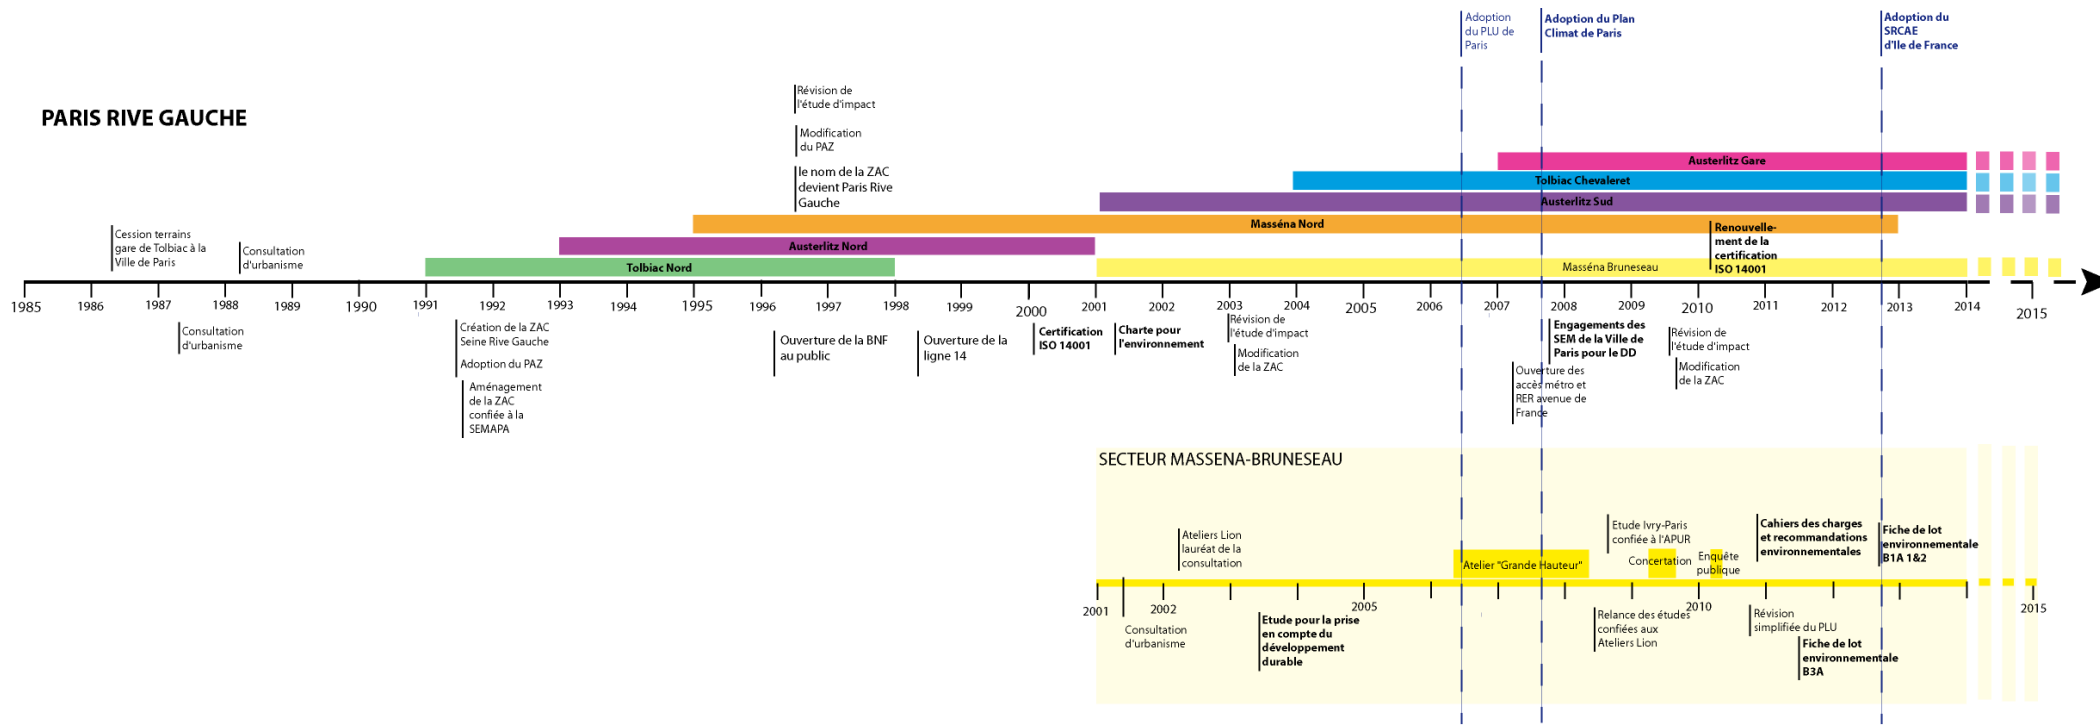 Adoption
du PLU de
Paris
Adoption du Plan
Climat de Paris
Adoption du
SRCAE
d'Ile de France
PARIS RIVE GAUCHE
Révision de
l'étude d'impact
Modification
du PAZ
le nom de la ZAC
devient Paris Rive
Gauche
Austerlitz Gare
Tolbiac Chevaleret
Austerlitz Sud
Masséna Nord
Austerlitz Nord
Tolbiac Nord
Masséna Bruneseau
Cession terrains
gare de Tolbiac à la
Ville de Paris
Consultation
d'urbanisme
Renouvelle-
ment de la
certification
ISO 14001
1985 1986 1987 1988 1989 1990 1991 1992 1993 1994 1995 1996 1997 1998 1999 2000 2001 2002 2003 2004 2005 2006 2007 2008 2009 2010 2011 2012 2013 2014 2015
Consultation
d'urbanisme
Création de la ZAC
Seine Rive Gauche
Adoption du PAZ
Aménagement
de la ZAC
confiée à la
SEMAPA
Ouverture de la BNF
au public
Ouverture de la
ligne 14
Certification
ISO 14001
Charte pour
l'environnement
Révision de
l'étude d'impact
Modification
de la ZAC
Ouverture des
accès métro et
RER avenue de
France
Engagements des
SEM de la Ville de
Paris pour le DD
Révision de
l'étude d'impact
Modification
de la ZAC
SECTEUR MASSENA-BRUNESEAU
Ateliers Lion
lauréat de la
consultation
Atelier "Grande Hauteur"
Etude Ivry-Paris
confiée à l'APUR
Concertation
Enquête
publique
Cahiers des charges
et recommandations
environnementales
Fiche de lot
environnementale
B1A 1&2
2001 2002 2005 2010 2015
Consultation
d'urbanisme
Etude pour la prise
en compte du
développement
durable
Relance des études
confiées aux
Ateliers Lion
Révision
simplifiée du PLU
Fiche de lot
environnementale
B3A